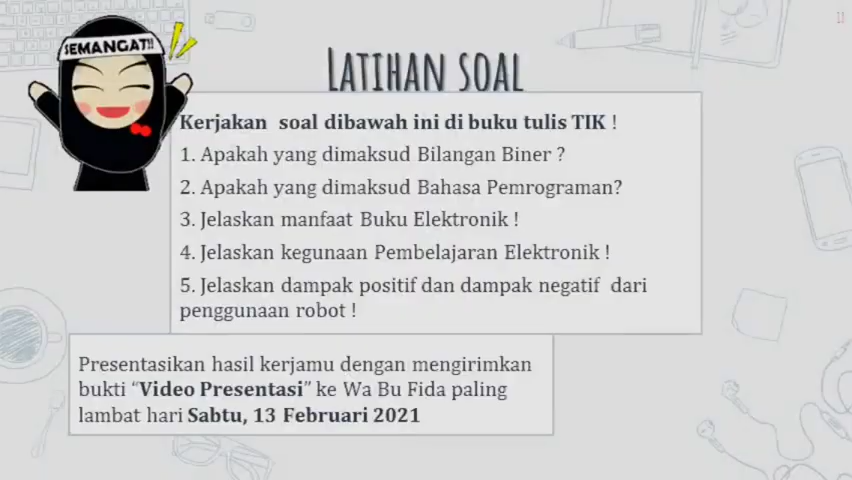 SEMANGAT!!
11
LATIHAN SOAL
Kerjakan soal dibawah ini di buku tulis TIK !
1. Apakah yang dimaksud Bilangan Biner ?
2. Apakah yang dimaksud Bahasa Pemrograman?
3. Jelaskan manfaat Buku Elektronik !
4. Jelaskan kegunaan Pembelajaran Elektronik !
5. Jelaskan dampak positif dan dampak negatif dari
penggunaan robot !
Presentasikan hasil kerjamu dengan mengirimkan
bukti “Video Presentasi” ke Wa Bu Fida paling
lambat hari Sabtu, 13 Februari 2021